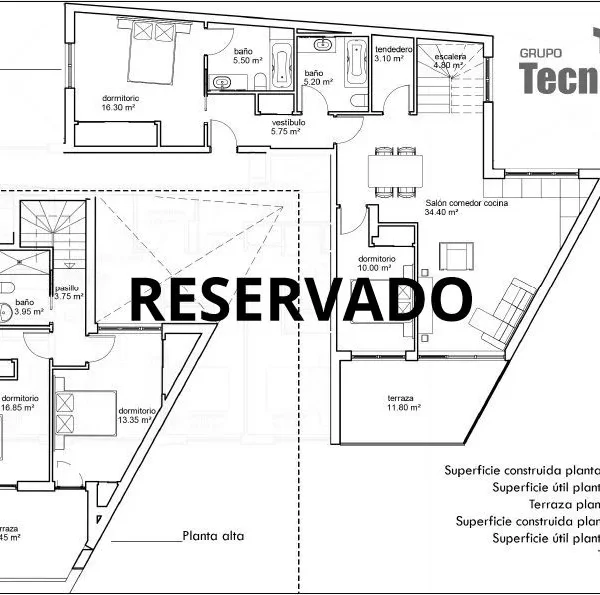 GRUPO
Tecn
baño
5.50 m²
baño
5.20 m²
tendedero
3.10 m²
escalera
4.80 m²
dormitorio
16.30 m²
vestíbulo
5.75 m²
Salón comedor cocina
34.40 m²
dormitorio
10.00 m²
RESERVADO
pasillo
3.75 m²
baño
3.95 m²
dormitorio
16.85 m²
dormitorio
13.35 m²
terraza
11.80 m²
rraza
.45 m²
Planta alta
Superficie construida planta
Superficie útil plant
Terraza plan
Superficie construida plan
Superficie útil plant